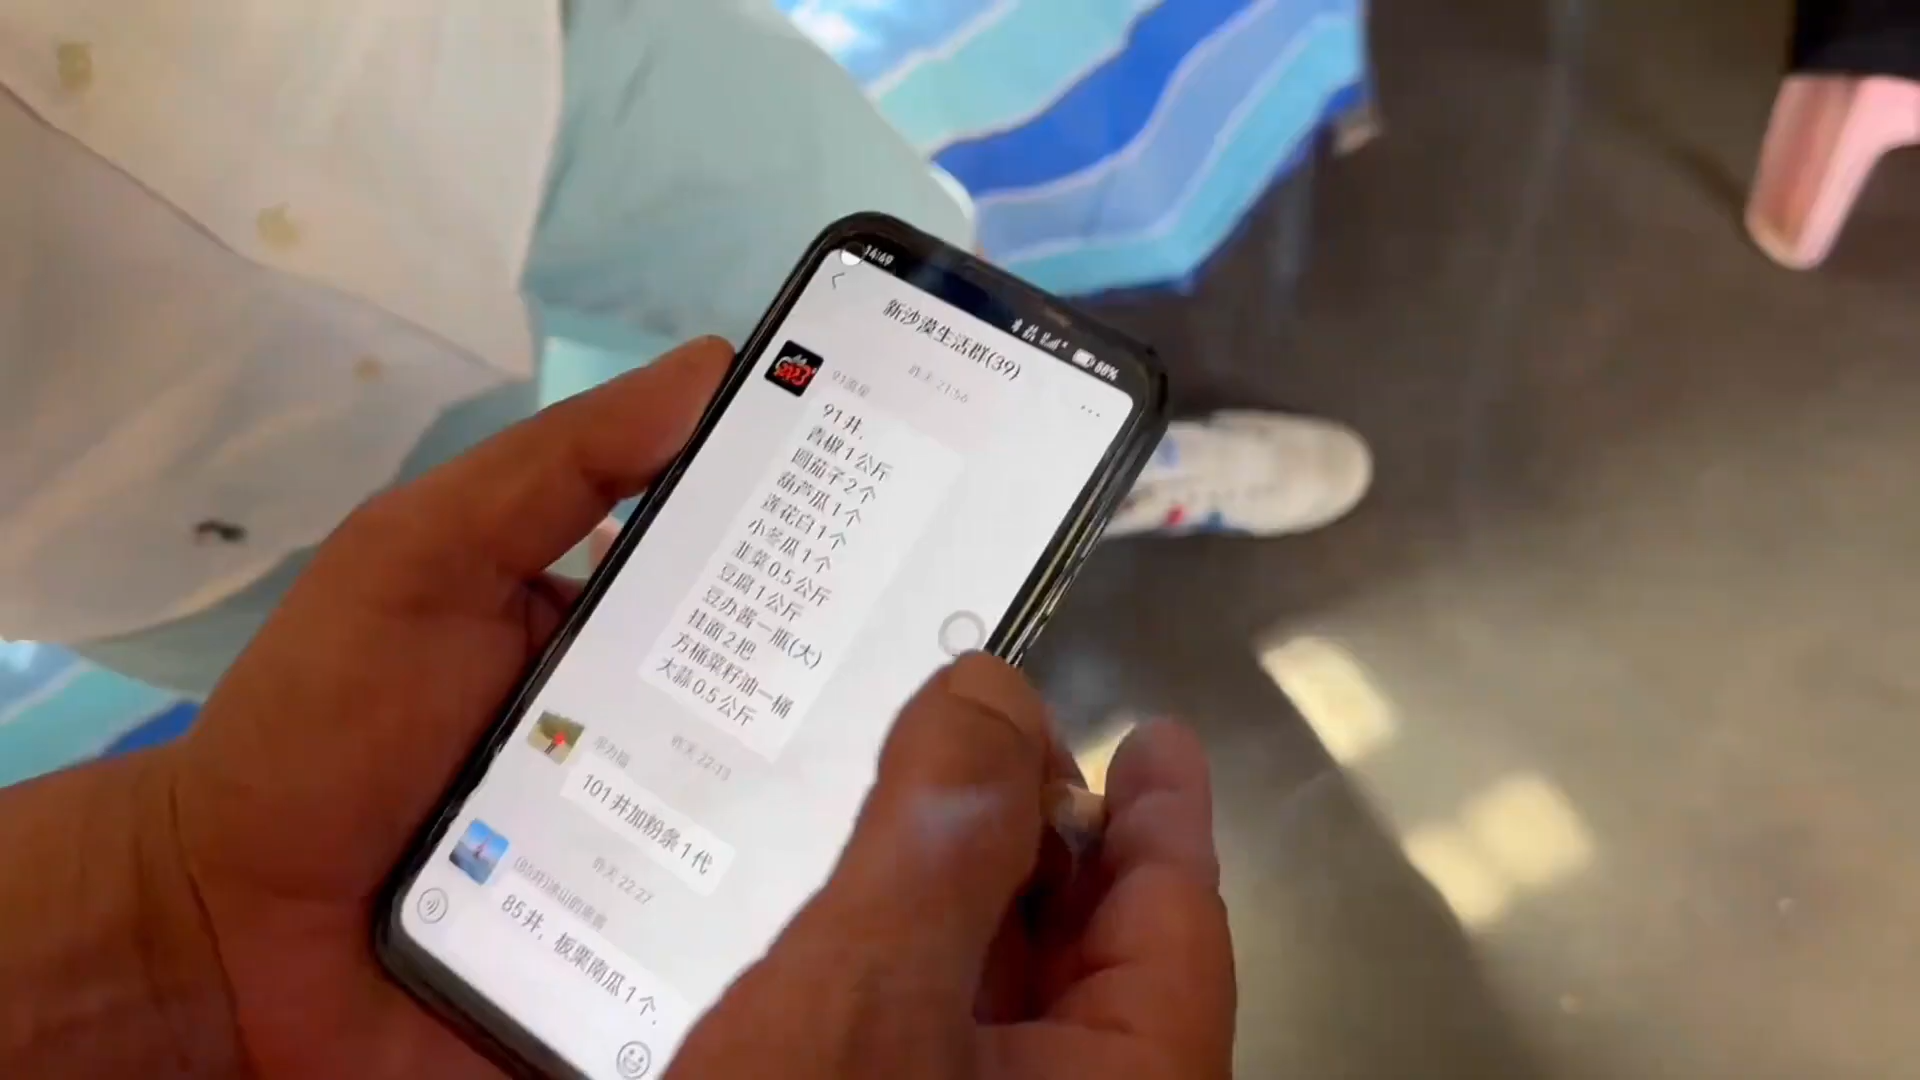 14:49
88%
新沙漠生活群(39)
昨天 21:56
91井,
青椒1公斤
圆茄子2个
葫芦瓜1个
莲花白1个
小冬瓜1个
韭菜0.5公斤
豆腐1公斤
豆办酱一瓶(大)
挂面2把
方桶菜籽油一桶
大蒜0.5公斤
昨天 22:13
101井加粉条1代
昨天 22:27
85井，板栗南瓜1个,